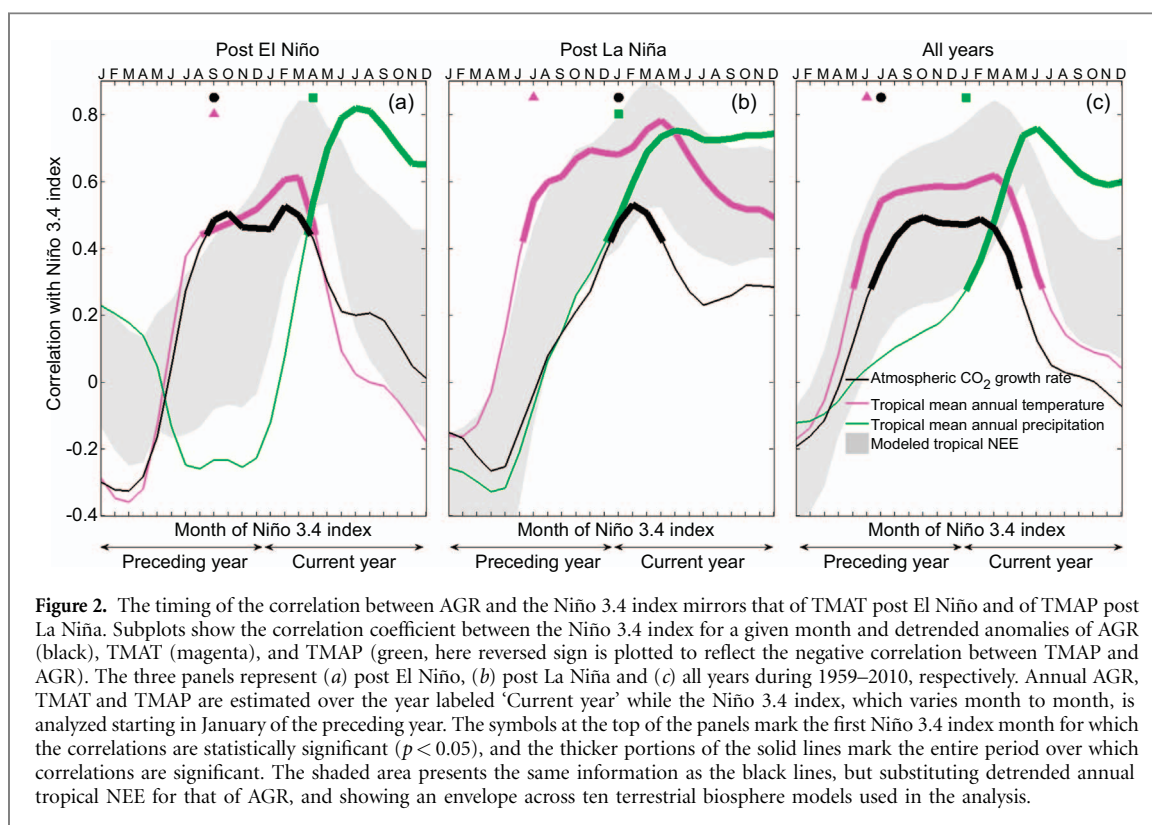 Post El Niño
Post La Niña
All years
J F M A M J J A S O N D J F M A M J J A S O N D
J F M A M J J A S O N D J F M A M J J A S O N D
J F M A M J J A S O N D J F M A M J J A S O N D
(a)
(b)
(c)
0.8
0.6
0.4
0.2
0
-0.2
-0.4
Correlation with Niño 3.4 index
Atmospheric CO2 growth rate
Tropical mean annual temperature
Tropical mean annual precipitation
Modeled tropical NEE
Month of Niño 3.4 index
Month of Niño 3.4 index
Month of Niño 3.4 index
Preceding year Current year
Preceding year Current year
Preceding year Current year
Figure 2. The timing of the correlation between AGR and the Niño 3.4 index mirrors that of TMAT post El Niño and of TMAP post
La Niña. Subplots show the correlation coefficient between the Niño 3.4 index for a given month and detrended anomalies of AGR
(black), TMAT (magenta), and TMAP (green, here reversed sign is plotted to reflect the negative correlation between TMAP and
AGR). The three panels represent (a) post El Niño, (b) post La Niña and (c) all years during 1959–2010, respectively. Annual AGR,
TMAT and TMAP are estimated over the year labeled ‘Current year’ while the Niño 3.4 index, which varies month to month, is
analyzed starting in January of the preceding year. The symbols at the top of the panels mark the first Niño 3.4 index month for which
the correlations are statistically significant (p < 0.05), and the thicker portions of the solid lines mark the entire period over which
correlations are significant. The shaded area presents the same information as the black lines, but substituting detrended annual
tropical NEE for that of AGR, and showing an envelope across ten terrestrial biosphere models used in the analysis.